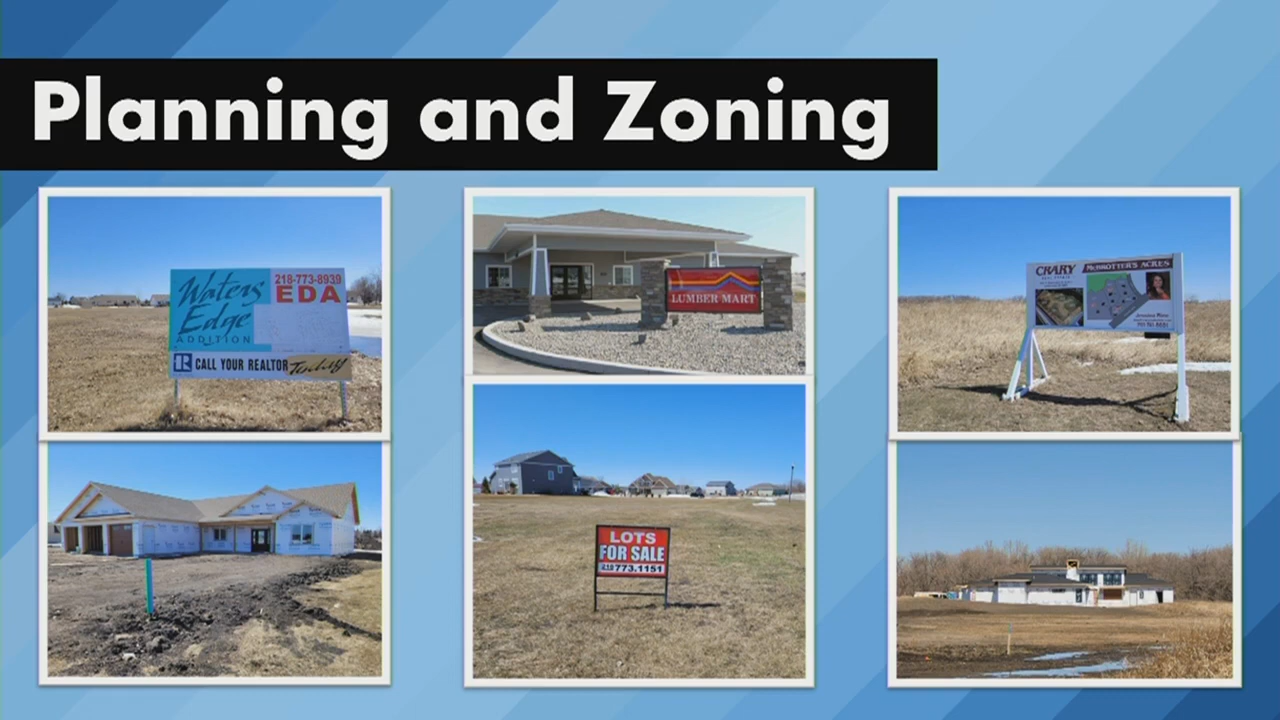 Planning and Zoning
Waters
Edge
ADDITION
218-773-8939
EDA
R
CALL YOUR REALTOR Today
LUMBER MART
CRARY
MCBROTTER'S ACRES
LOTS
FOR SALE
218 773.1151